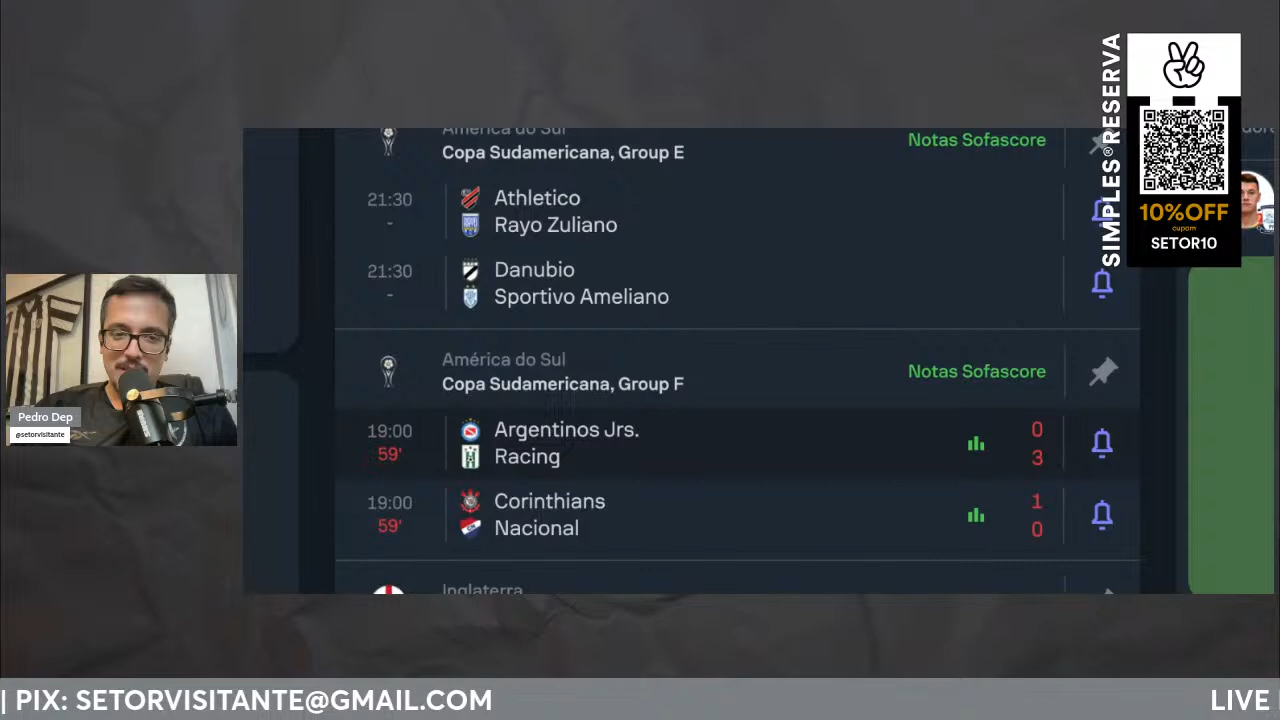 América do Sul
Notas Sofascore
Copa Sudamericana, Group E
21:30
Athletico
-
Rayo Zuliano
21:30
Danubio
-
Sportivo Ameliano
América do Sul
Notas Sofascore
Copa Sudamericana, Group F
19:00
Argentinos Jrs.
0
59'
Racing
3
19:00
Corinthians
1
59'
Nacional
0
Inglaterra
SIMPLES®RESERVA
10%OFF
cupom
SETOR10
Pedro Dep
@setorvisitante
| PIX: SETORVISITANTE@GMAIL.COM
LIVE